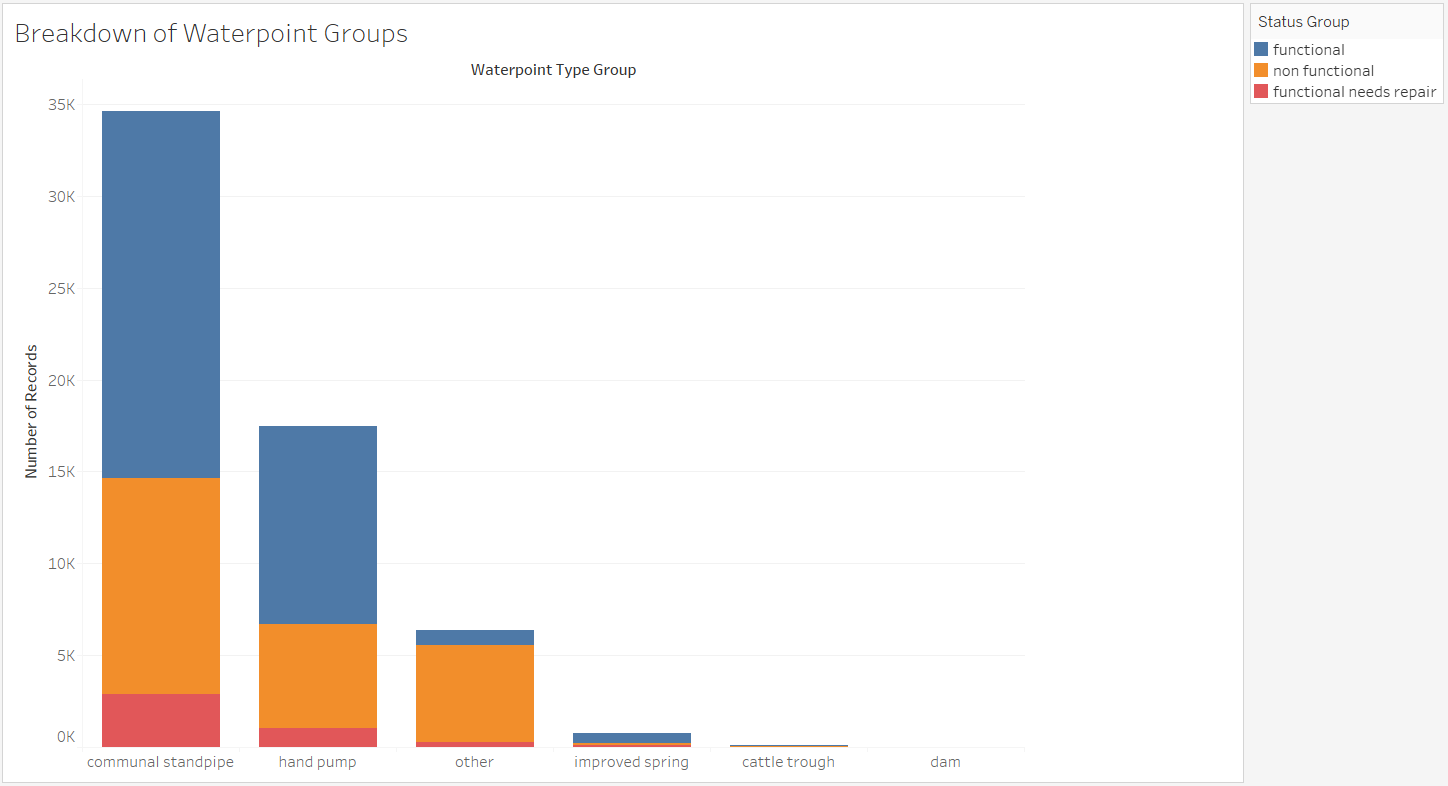 Breakdown of Waterpoint Groups
Waterpoint Type Group
Number of Records
35K
30K
25K
20K
15K
10K
5K
0K
communal standpipe
hand pump
other
improved spring
cattle trough
dam
Status Group
functional
non functional
functional needs repair